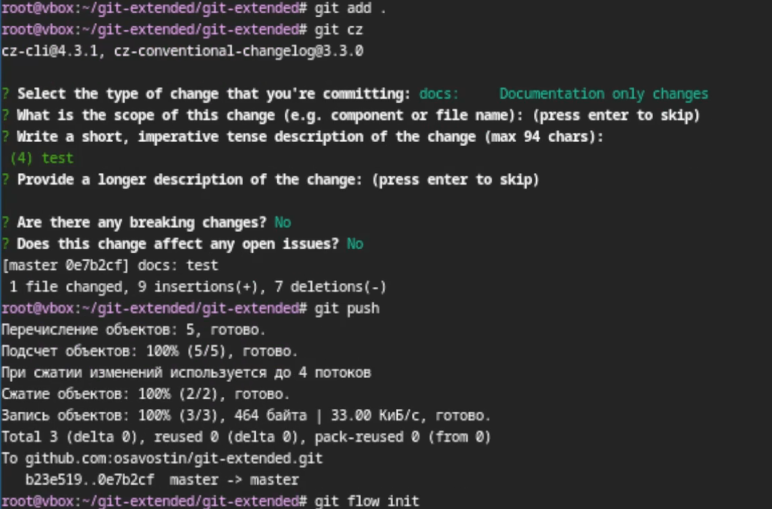 root@vbox:~/git-extended/git-extended# git add .
root@vbox:~/git-extended/git-extended# git cz
cz-cli@4.3.1, cz-conventional-changelog@3.3.0
? Select the type of change that you're committing: docs:     Documentation only changes
? What is the scope of this change (e.g. component or file name): (press enter to skip)
? Write a short, imperative tense description of the change (max 94 chars):
(4) test
? Provide a longer description of the change: (press enter to skip)
? Are there any breaking changes? No
? Does this change affect any open issues? No
[master 0e7b2cf] docs: test
1 file changed, 9 insertions(+), 7 deletions(-)
root@vbox:~/git-extended/git-extended# git push
Перечисление объектов: 5, готово.
Подсчет объектов: 100% (5/5), готово.
При сжатии изменений используется до 4 потоков
Сжатие объектов: 100% (2/2), готово.
Запись объектов: 100% (3/3), 464 байта | 33.00 КиБ/с, готово.
Total 3 (delta 0), reused 0 (delta 0), pack-reused 0 (from 0)
To github.com:osavostin/git-extended.git
b23e519..0e7b2cf  master -> master
root@vbox:~/git-extended/git-extended# git flow init